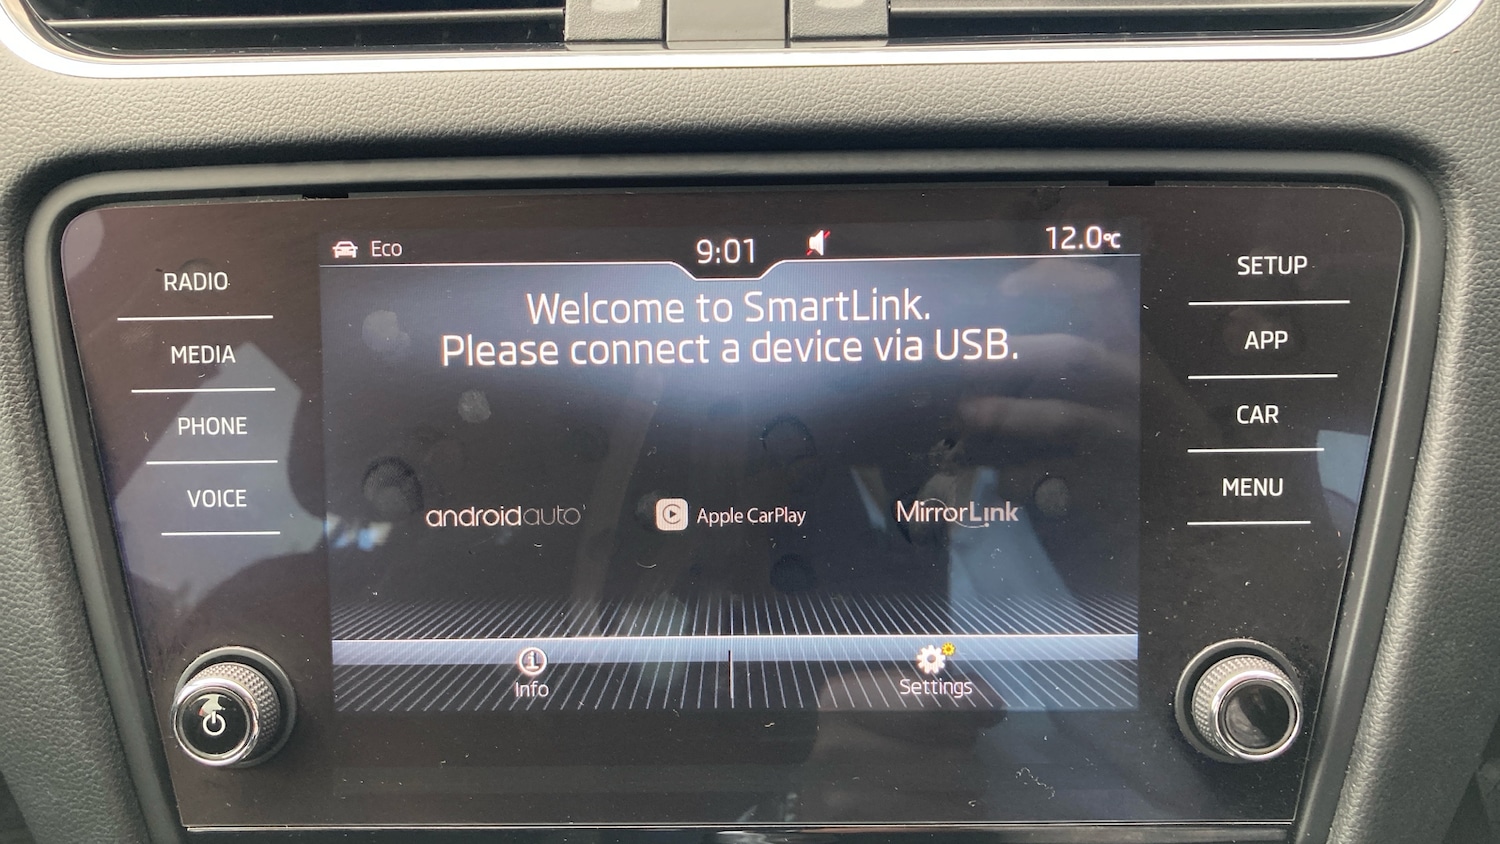 Eco
9:01
12.0°C
Welcome to SmartLink.
Please connect a device via USB.
androidauto
Apple CarPlay
MirrorLink
Info
Settings
RADIO
MEDIA
PHONE
VOICE
SETUP
APP
CAR
MENU